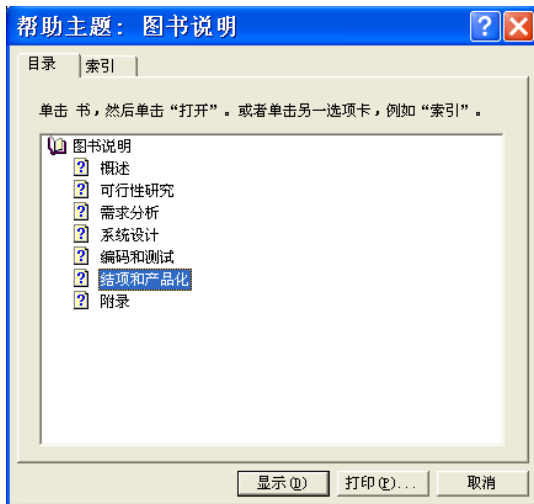 帮助主题: 图书说明
目录 索引
单击 书，然后单击“打开”。或者单击另一选项卡，例如“索引”。
图书说明
? 概述
? 可行性研究
? 需求分析
? 系统设计
? 编码和测试
? 结项和产品化
? 附录
显示(D) 打印(P)... 取消